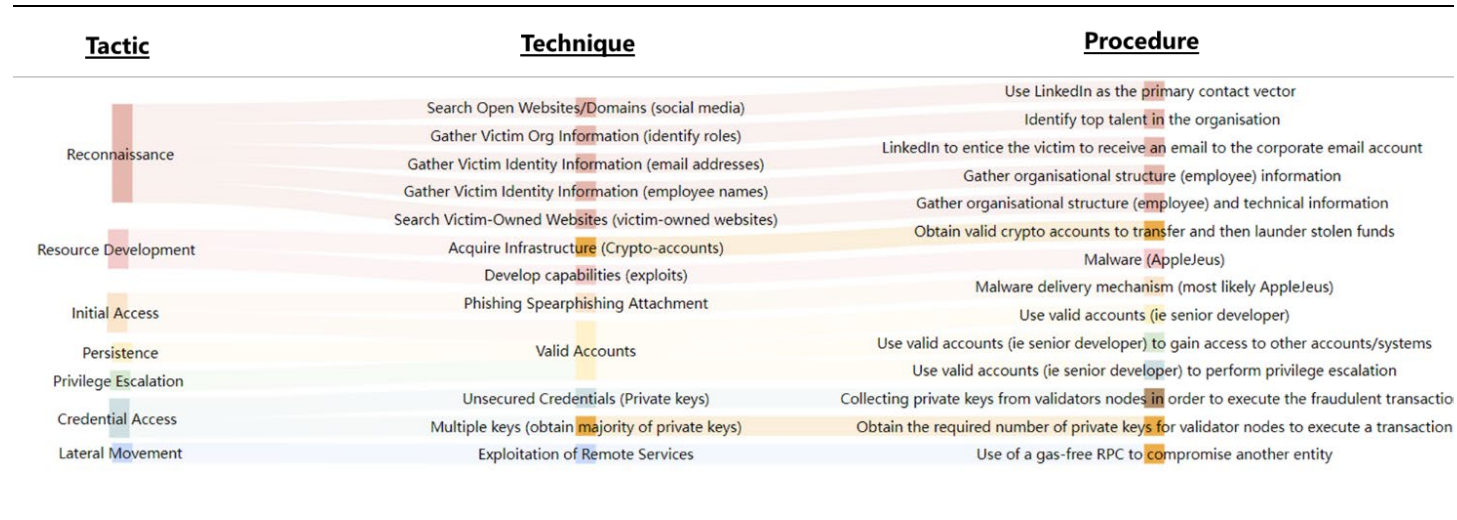 Tactic
Technique
Procedure
Reconnaissance
Resource Development
Initial Access
Persistence
Privilege Escalation
Credential Access
Lateral Movement
Search Open Websites/Domains (social media)
Gather Victim Org Information (identify roles)
Gather Victim Identity Information (email addresses)
Gather Victim Identity Information (employee names)
Search Victim-Owned Websites (victim-owned websites)
Acquire Infrastructure (Crypto-accounts)
Develop capabilities (exploits)
Phishing Spearphishing Attachment
Valid Accounts
Unsecured Credentials (Private keys)
Multiple keys (obtain majority of private keys)
Exploitation of Remote Services
Use LinkedIn as the primary contact vector
Identify top talent in the organisation
LinkedIn to entice the victim to receive an email to the corporate email account
Gather organisational structure (employee) information
Gather organisational structure (employee) and technical information
Obtain valid crypto accounts to transfer and then launder stolen funds
Malware (AppleJeus)
Malware delivery mechanism (most likely AppleJeus)
Use valid accounts (ie senior developer)
Use valid accounts (ie senior developer) to gain access to other accounts/systems
Use valid accounts (ie senior developer) to perform privilege escalation
Collecting private keys from validators nodes in order to execute the fraudulent transactio
Obtain the required number of private keys for validator nodes to execute a transaction
Use of a gas-free RPC to compromise another entity